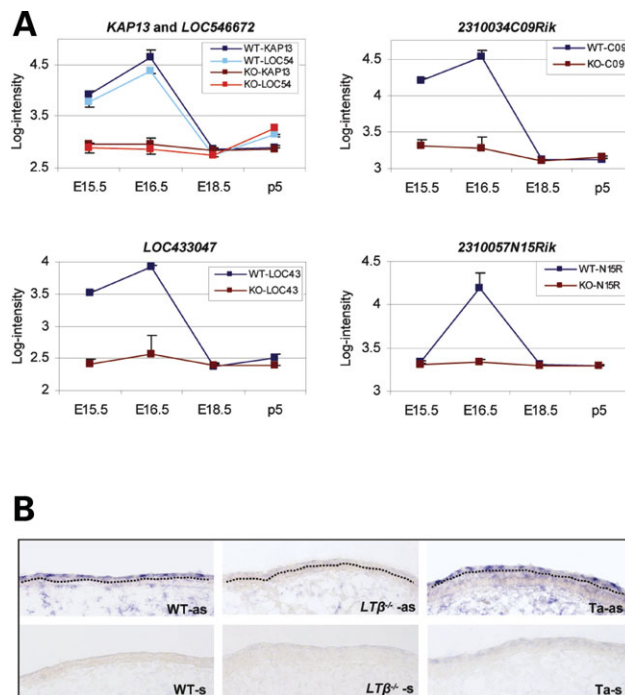 A
KAP13 and LOC546672
WT-KAP13
WT-LOC54
KO-KAP13
KO-LOC54
Log-intensity
4.5
3.5
2.5
E15.5 E16.5 E18.5 p5
2310034C09Rik
WT-C09
KO-C09
Log-intensity
4.5
4
3.5
3
E15.5 E16.5 E18.5 p5
LOC433047
WT-LOC43
KO-LOC43
Log-intensity
4
3.5
3
2.5
2
E15.5 E16.5 E18.5 p5
2310057N15Rik
WT-N15R
KO-N15R
Log-intensity
4.5
4
3.5
3
E15.5 E16.5 E18.5 p5
B
WT-as
LTβ-/- -as
Ta-as
WT-s
LTβ-/- -s
Ta-s